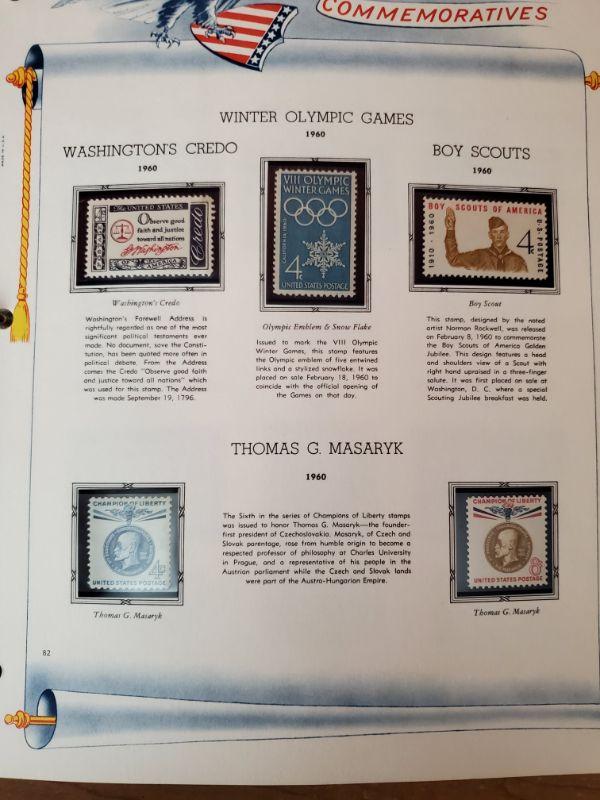 COMMEMORATIVES
WINTER OLYMPIC GAMES
1960
WASHINGTON'S CREDO
1960
BOY SCOUTS
1960
The UNITED STATES
Observe good
faith and justice
toward all nations
G Washington
Credo
4¢ U.S. POSTAGE
VIII OLYMPIC
WINTER GAMES
CALIFORNIA 1960
4¢
UNITED STATES POSTAGE
BOY SCOUTS OF AMERICA
1910 · 1960
4¢
U·S·POSTAGE
Washington's Credo
Washington's Farewell Address is
rightfully regarded as one of the most
significant political testaments ever
made. No document, save the Consti-
tution, has been quoted more often in
political debate. From the Address
comes the Credo "Observe good faith
and justice toward all nations" which
was used for this stamp. The Address
was made September 19, 1796.
Olympic Emblem & Snow Flake
Issued to mark the VIII Olympic
Winter Games, this stamp features
the Olympic emblem of five entwined
links and a stylized snowflake. It was
placed on sale February 18, 1960 to
coincide with the official opening of
the Games on that day.
Boy Scout
This stamp, designed by the noted
artist Norman Rockwell, was released
on February 8, 1960 to commemorate
the Boy Scouts of America Golden
Jubilee. This design features a head
and shoulders view of a Scout with
right hand upraised in a three-finger
salute. It was first placed on sale at
Washington, D. C. where a special
Scouting Jubilee breakfast was held.
THOMAS G. MASARYK
1960
CHAMPION OF LIBERTY
4¢
UNITED STATES POSTAGE
Thomas G. Masaryk
The Sixth in the series of Champions of Liberty stamps
was issued to honor Thomas G. Masaryk—the founder-
first president of Czechoslovakia. Masaryk, of Czech and
Slovak parentage, rose from humble origin to become a
respected professor of philosophy at Charles University
in Prague, and a representative of his people in the
Austrian parliament while the Czech and Slovak lands
were part of the Austro-Hungarian Empire.
CHAMPION OF LIBERTY
8¢
UNITED STATES POSTAGE
Thomas G. Masaryk
82